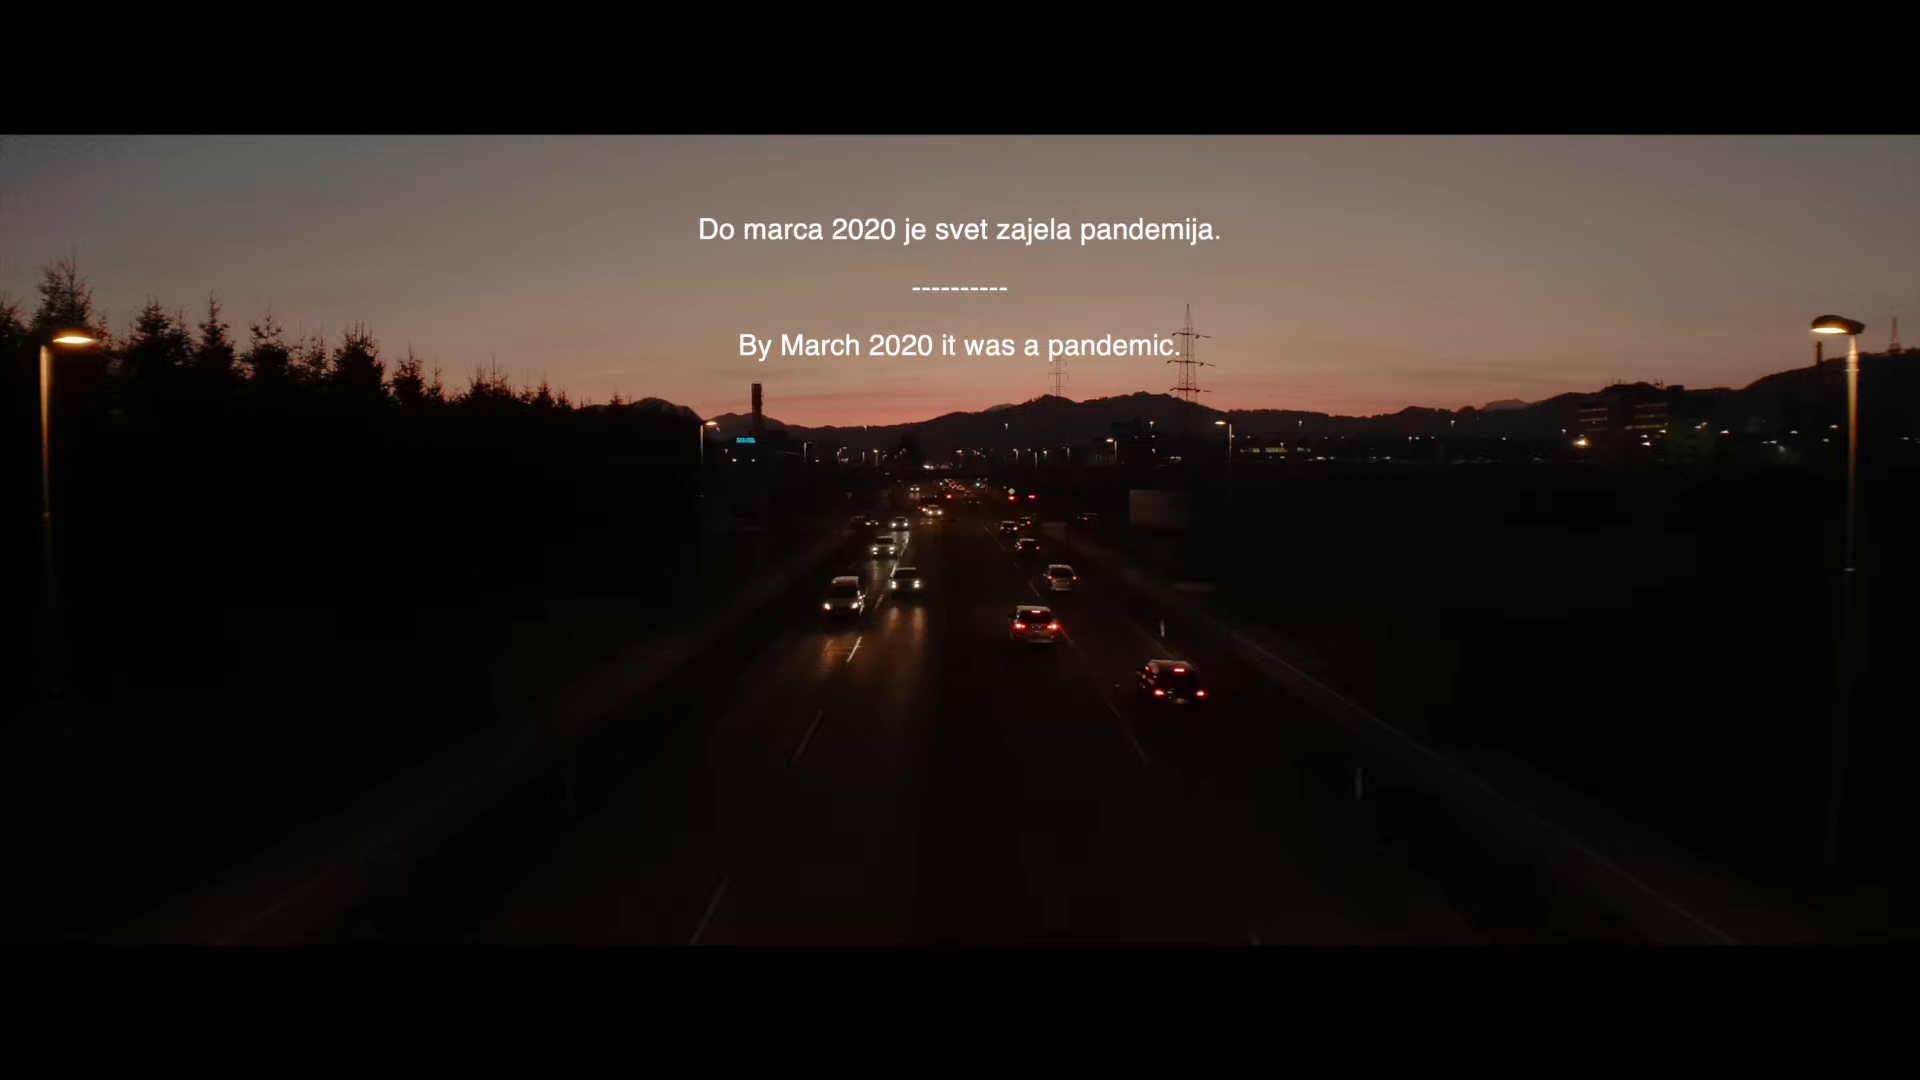 Do marca 2020 je svet zajela pandemija.
----------
By March 2020 it was a pandemic.